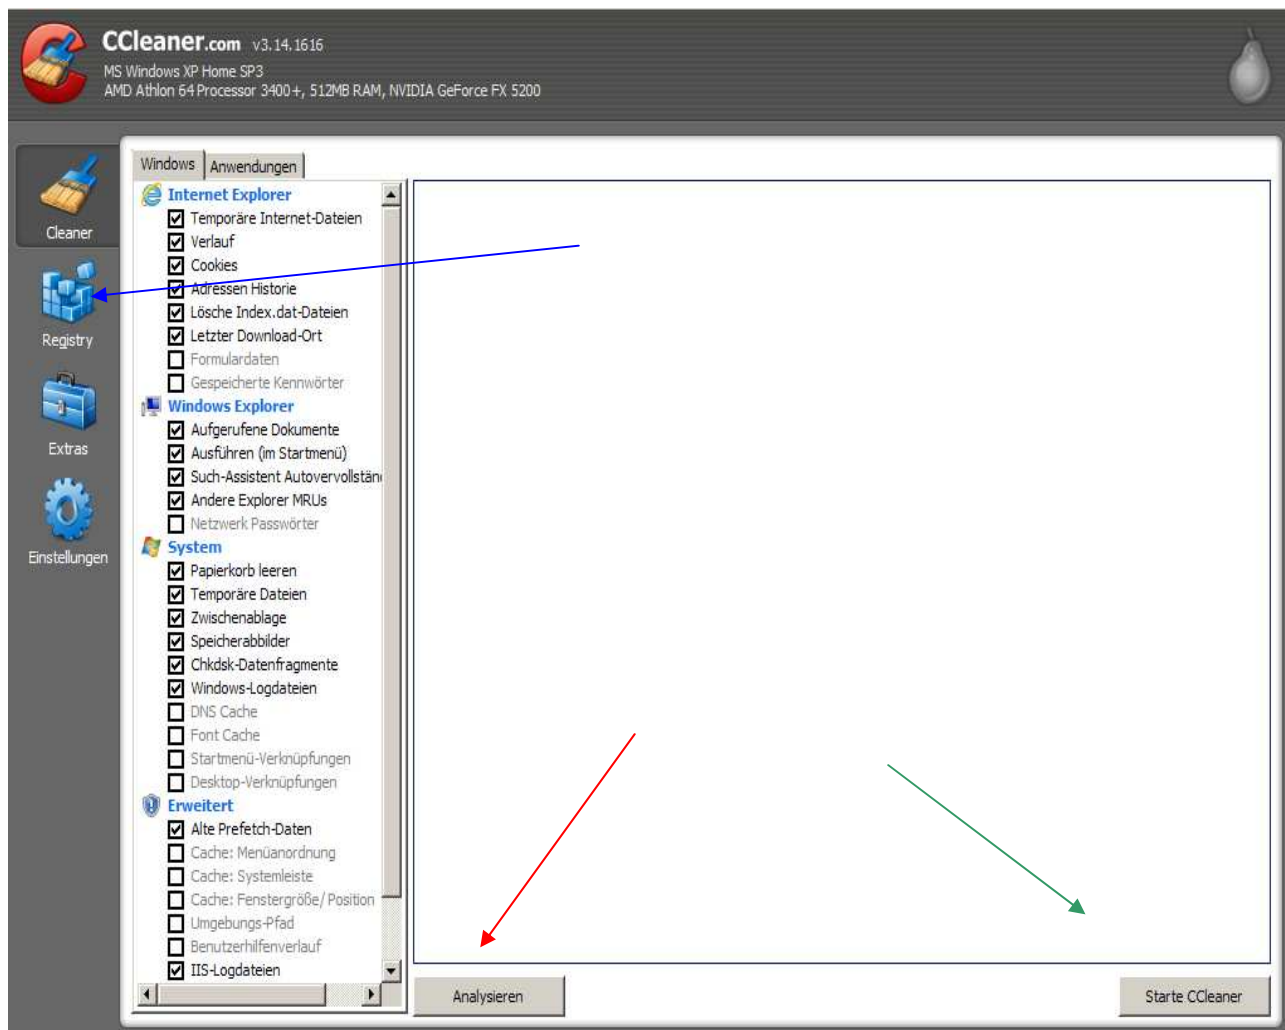 CCleaner.com v3.14.1616
MS Windows XP Home SP3
AMD Athlon 64 Processor 3400+, 512MB RAM, NVIDIA GeForce FX 5200
Cleaner
Registry
Extras
Einstellungen
Windows Anwendungen
Internet Explorer
Temporäre Internet-Dateien
Verlauf
Cookies
Adressen Historie
Lösche Index.dat-Dateien
Letzter Download-Ort
Formulardaten
Gespeicherte Kennwörter
Windows Explorer
Aufgerufene Dokumente
Ausführen (im Startmenü)
Such-Assistent Autovervollstän
Andere Explorer MRUs
Netzwerk Passwörter
System
Papierkorb leeren
Temporäre Dateien
Zwischenablage
Speicherabbilder
Chkdsk-Datenfragmente
Windows-Logdateien
DNS Cache
Font Cache
Startmenü-Verknüpfungen
Desktop-Verknüpfungen
Erweitert
Alte Prefetch-Daten
Cache: Menüanordnung
Cache: Systemleiste
Cache: Fenstergröße/Position
Umgebungs-Pfad
Benutzerhilfenverlauf
IIS-Logdateien
Analysieren
Starte CCleaner